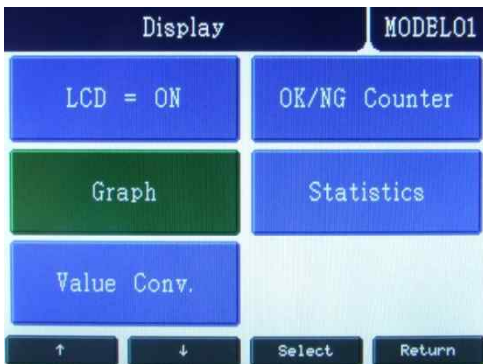 Display MODEL01
LCD = ON OK/NG Counter
Graph Statistics
Value Conv.
↑ ↓ Select Return